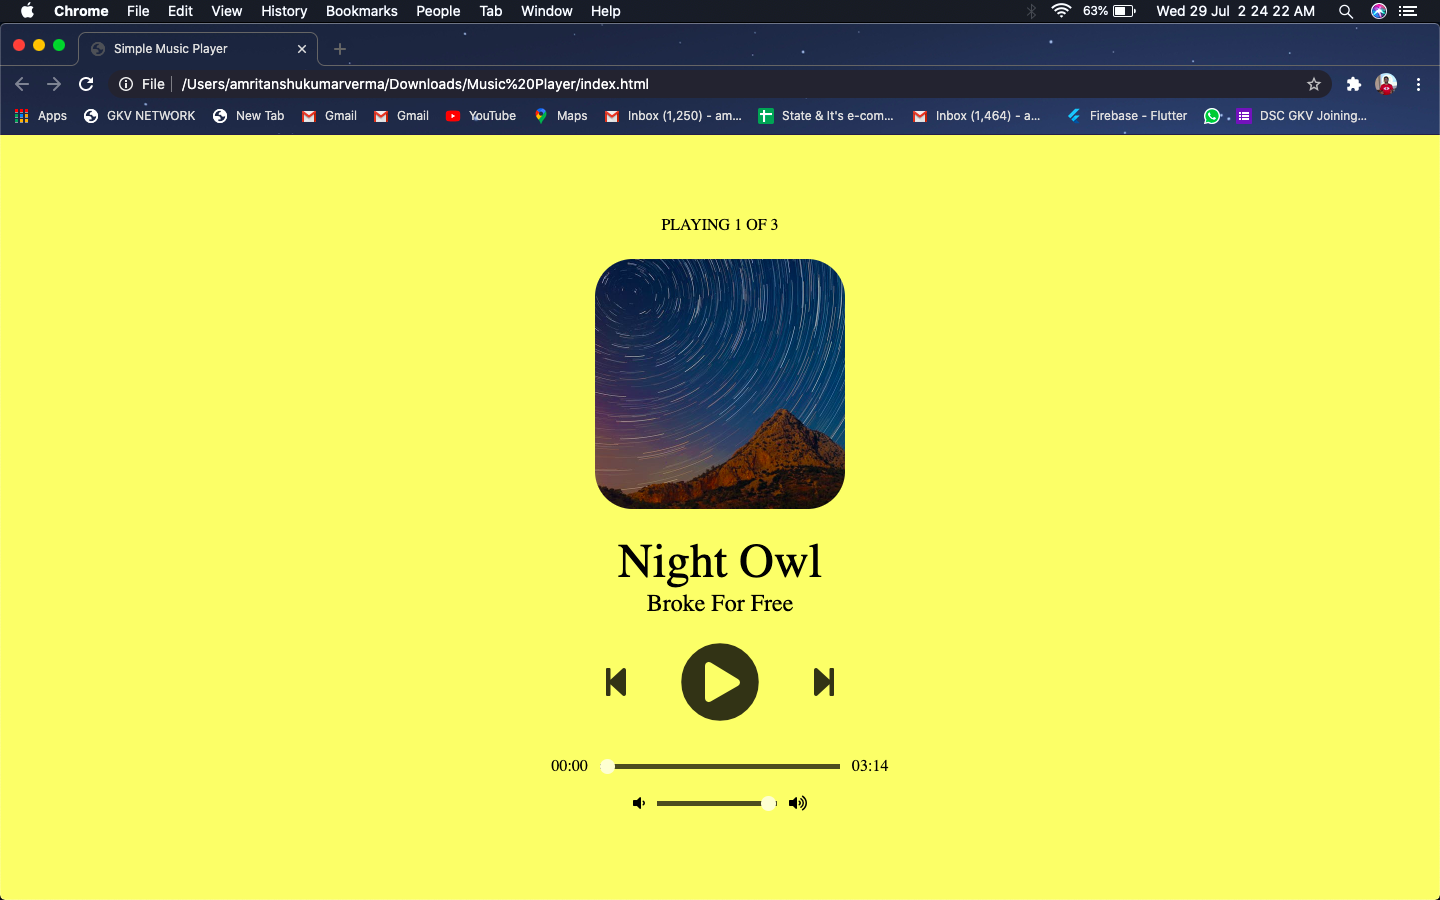 Chrome File Edit View History Bookmarks People Tab Window Help 63% Wed 29 Jul 2 24 22 AM
Simple Music Player
File /Users/amritanshukumarverma/Downloads/Music%20Player/index.html
Apps GKV NETWORK New Tab Gmail Gmail YouTube Maps Inbox (1,250) - am... State & It's e-com... Inbox (1,464) - a... Firebase - Flutter DSC GKV Joining...
PLAYING 1 OF 3
Night Owl
Broke For Free
00:00 03:14